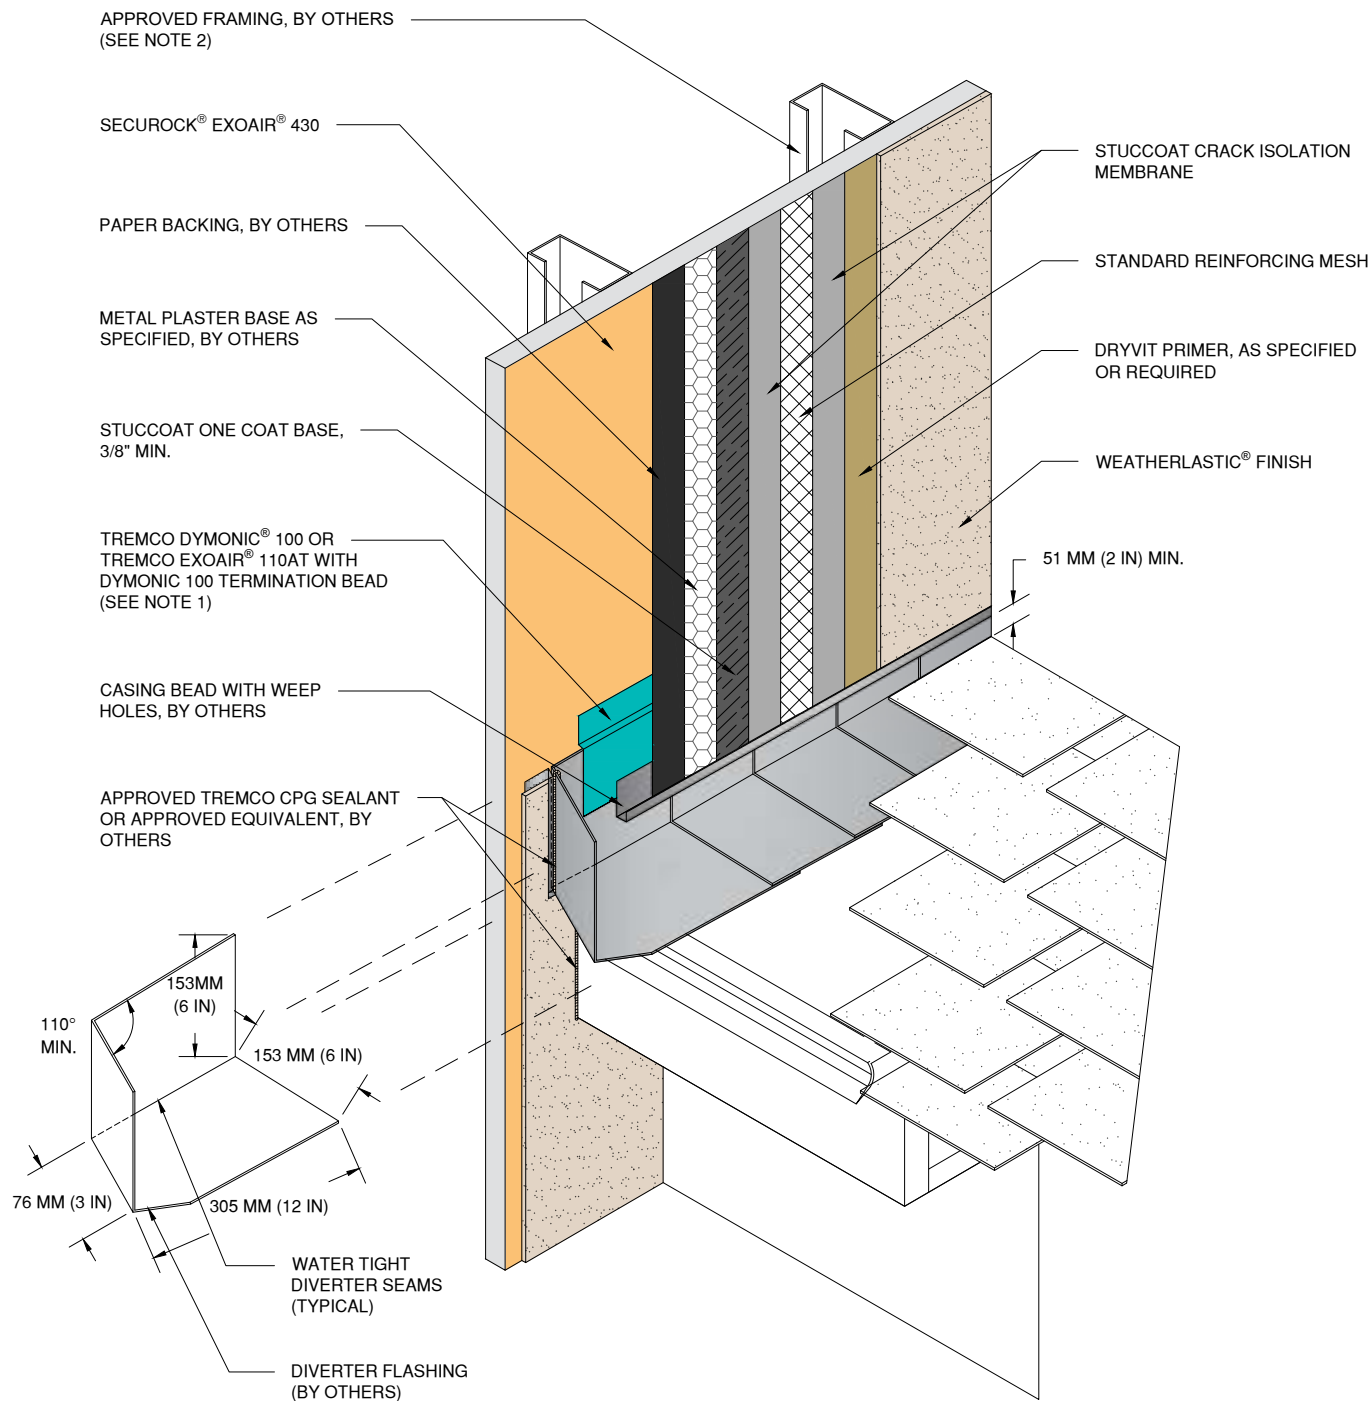 APPROVED FRAMING, BY OTHERS
(SEE NOTE 2)
SECUROCK® EXOAIR® 430
PAPER BACKING, BY OTHERS
METAL PLASTER BASE AS
SPECIFIED, BY OTHERS
STUCCOAT ONE COAT BASE,
3/8" MIN.
TREMCO DYMONIC® 100 OR
TREMCO EXOAIR® 110AT WITH
DYMONIC 100 TERMINATION BEAD
(SEE NOTE 1)
CASING BEAD WITH WEEP
HOLES, BY OTHERS
APPROVED TREMCO CPG SEALANT
OR APPROVED EQUIVALENT, BY
OTHERS
STUCCOAT CRACK ISOLATION
MEMBRANE
STANDARD REINFORCING MESH
DRYVIT PRIMER, AS SPECIFIED
OR REQUIRED
WEATHERLASTIC® FINISH
51 MM (2 IN) MIN.
153MM
(6 IN)
110°
MIN.
153 MM (6 IN)
76 MM (3 IN)
305 MM (12 IN)
WATER TIGHT
DIVERTER SEAMS
(TYPICAL)
DIVERTER FLASHING
(BY OTHERS)